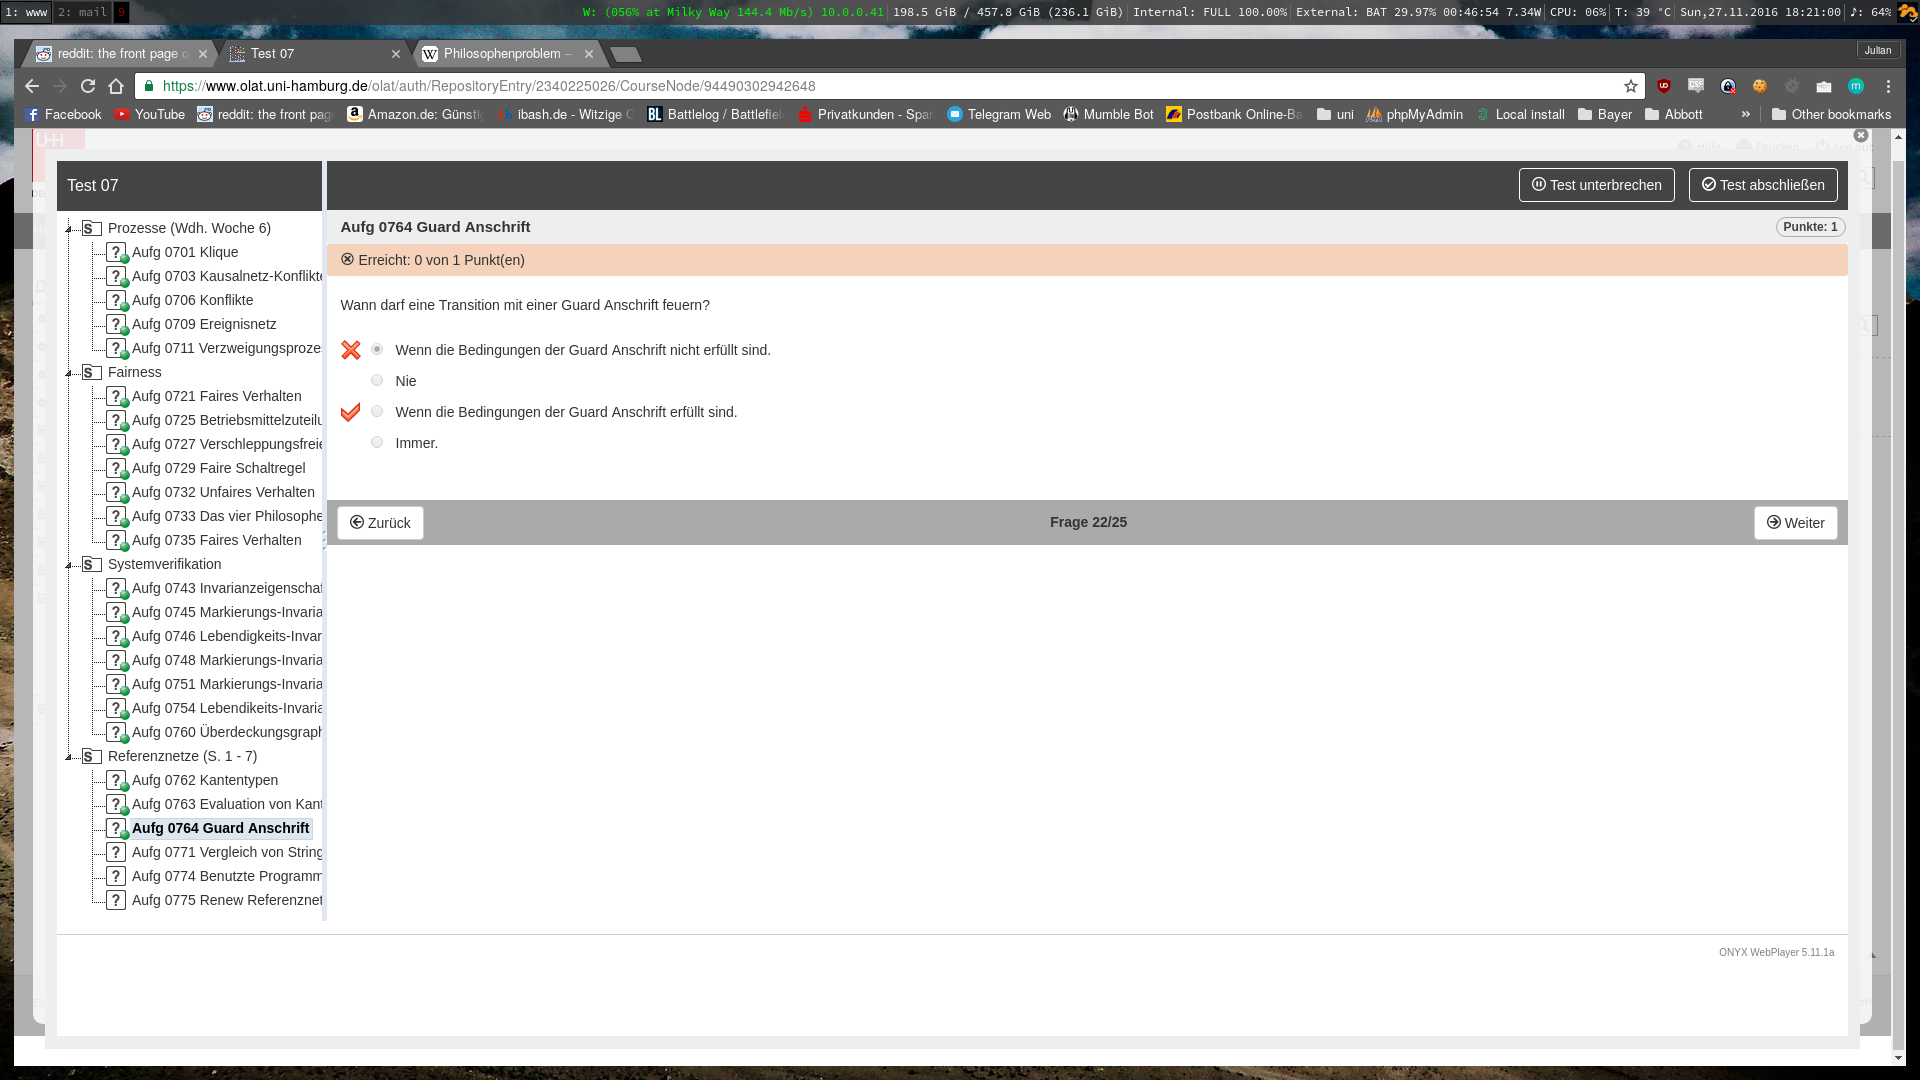 1: www 2: mail 9 W: (056% at Milky Way 144.4 Mb/s) 10.0.0.41 198.5 GiB / 457.8 GiB (236.1 GiB) Internal: FULL 100.00% External: BAT 29.97% 00:46:54 7.34W CPU: 06% T: 39 °C Sun,27.11.2016 18:21:00 ♪: 64%
reddit: the front page o Test 07 Philosophenproblem – Julian
https://www.olat.uni-hamburg.de/olat/auth/RepositoryEntry/2340225026/CourseNode/94490302942648
Facebook YouTube reddit: the front pag Amazon.de: Günsti ibash.de - Witzige Battlelog / Battlefiel Privatkunden - Spar Telegram Web Mumble Bot Postbank Online-Ba uni phpMyAdmin Local install Bayer Abbott » Other bookmarks
Test 07 Test unterbrechen Test abschließen
Prozesse (Wdh. Woche 6)
Aufg 0701 Klique
Aufg 0703 Kausalnetz-Konflikte
Aufg 0706 Konflikte
Aufg 0709 Ereignisnetz
Aufg 0711 Verzweigungsprozes
Fairness
Aufg 0721 Faires Verhalten
Aufg 0725 Betriebsmittelzuteilu
Aufg 0727 Verschleppungsfreie
Aufg 0729 Faire Schaltregel
Aufg 0732 Unfaires Verhalten
Aufg 0733 Das vier Philosophe
Aufg 0735 Faires Verhalten
Systemverifikation
Aufg 0743 Invarianzeigenschaf
Aufg 0745 Markierungs-Invaria
Aufg 0746 Lebendigkeits-Invar
Aufg 0748 Markierungs-Invaria
Aufg 0751 Markierungs-Invaria
Aufg 0754 Lebendikeits-Invaria
Aufg 0760 Überdeckungsgraph
Referenznetze (S. 1 - 7)
Aufg 0762 Kantentypen
Aufg 0763 Evaluation von Kant
Aufg 0764 Guard Anschrift
Aufg 0771 Vergleich von String
Aufg 0774 Benutzte Programm
Aufg 0775 Renew Referenznet
Aufg 0764 Guard Anschrift Punkte: 1
Erreicht: 0 von 1 Punkt(en)
Wann darf eine Transition mit einer Guard Anschrift feuern?
Wenn die Bedingungen der Guard Anschrift nicht erfüllt sind.
Nie
Wenn die Bedingungen der Guard Anschrift erfüllt sind.
Immer.
Zurück Frage 22/25 Weiter
ONYX WebPlayer 5.11.1a